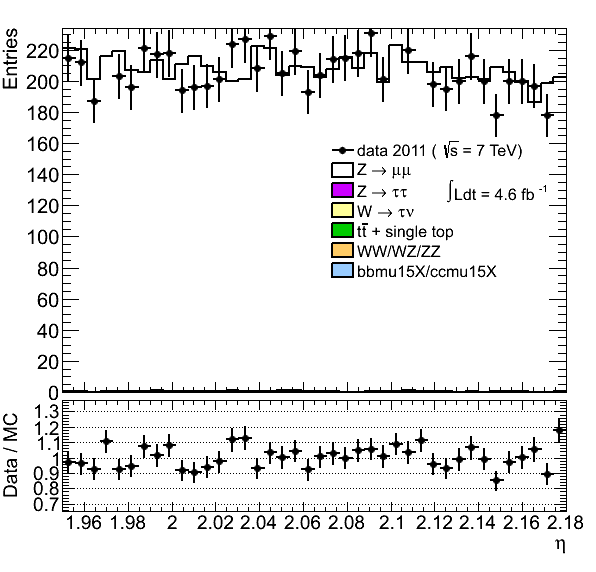 Entries
220
200
180
160
140
120
100
80
60
40
20
0
data 2011 ( √s = 7 TeV)
Z → μμ
Z → ττ
∫Ldt = 4.6 fb⁻¹
W → τν
tt̄ + single top
WW/WZ/ZZ
bbmu15X/ccmu15X
Data / MC
1.3
1.2
1.1
1
0.9
0.8
0.7
1.96 1.98 2 2.02 2.04 2.06 2.08 2.1 2.12 2.14 2.16 2.18
η